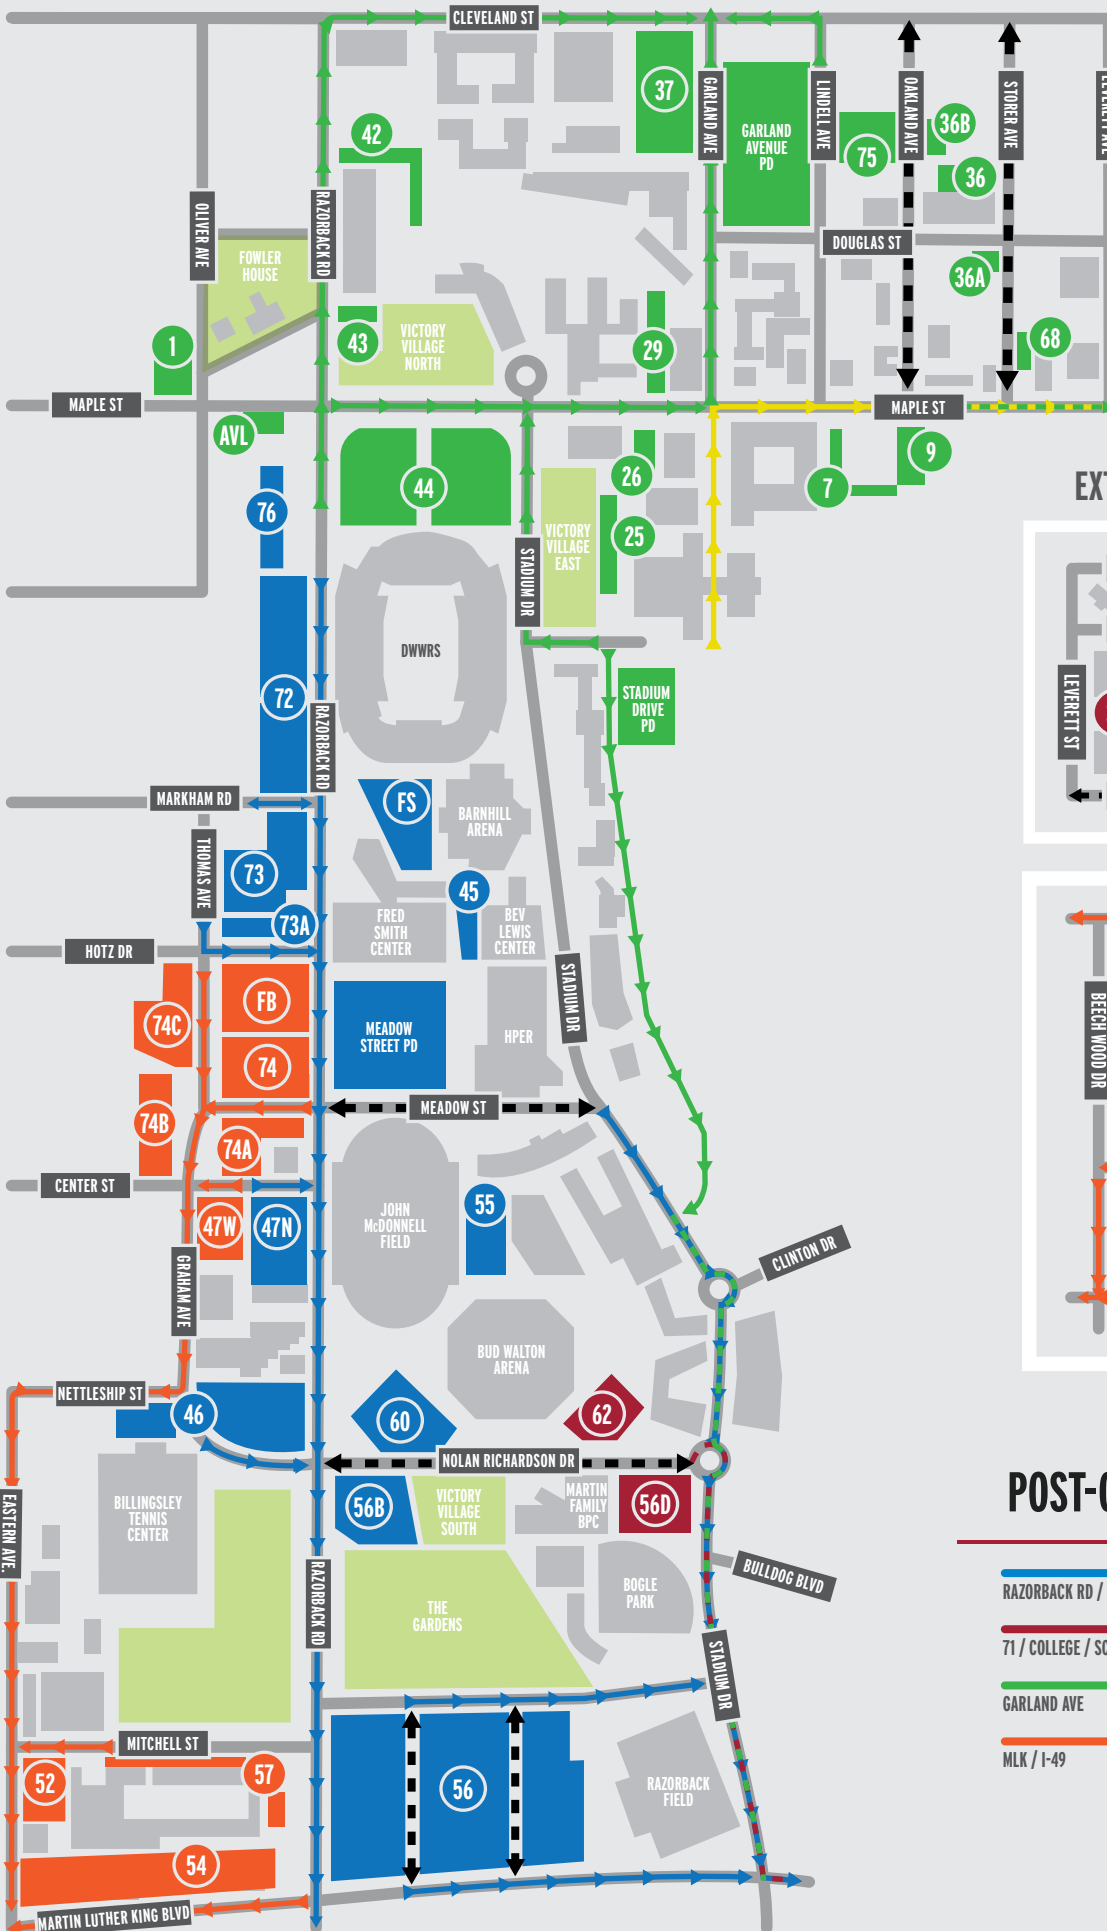 CLEVELAND ST
37
GARLAND AVE
GARLAND
AVENUE
PD
LINDELL AVE
OAKLAND AVE
STORER AVE
36B
75
36
42
OLIVER AVE
RAZORBACK RD
FOWLER
HOUSE
DOUGLAS ST
36A
1
43
VICTORY
VILLAGE
NORTH
29
68
MAPLE ST
MAPLE ST
AVL
44
26
9
7
76
25
VICTORY
VILLAGE
EAST
EXT
STADIUM DR
DWWRS
72
RAZORBACK RD
STADIUM
DRIVE
PD
LEVERETT ST
MARKHAM RD
FS
BARNHILL
ARENA
THOMAS AVE
73
45
73A
FRED
SMITH
CENTER
BEV
LEWIS
CENTER
HOTZ DR
STADIUM DR
FB
74C
MEADOW
STREET PD
HPER
BEECH WOOD DR
74
MEADOW ST
74B
74A
CENTER ST
47W
47N
JOHN
McDONNELL
FIELD
55
CLINTON DR
GRAHAM AVE
BUD WALTON
ARENA
NETTLESHIP ST
46
60
62
NOLAN RICHARDSON DR
EASTERN AVE.
BILLINGSLEY
TENNIS
CENTER
56B
VICTORY
VILLAGE
SOUTH
MARTIN
FAMILY
BPC
56D
POST-
BULLDOG BLVD
RAZORBACK RD
THE
GARDENS
BOGLE
PARK
RAZORBACK RD /
71 / COLLEGE / SC
STADIUM DR
GARLAND AVE
MITCHELL ST
MLK / I-49
52
57
56
RAZORBACK
FIELD
54
MARTIN LUTHER KING BLVD